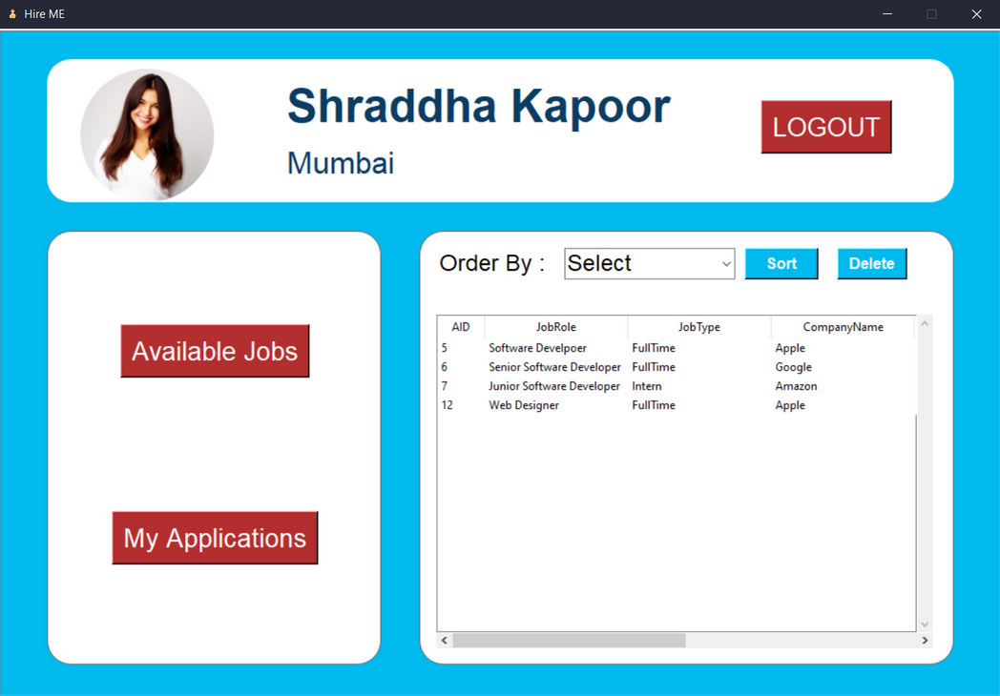 Hire ME
Shraddha Kapoor
Mumbai
LOGOUT
Available Jobs
My Applications
Order By : Select Sort Delete
AID JobRole JobType CompanyName
5 Software Develpoer FullTime Apple
6 Senior Software Developer FullTime Google
7 Junior Software Developer Intern Amazon
12 Web Designer FullTime Apple